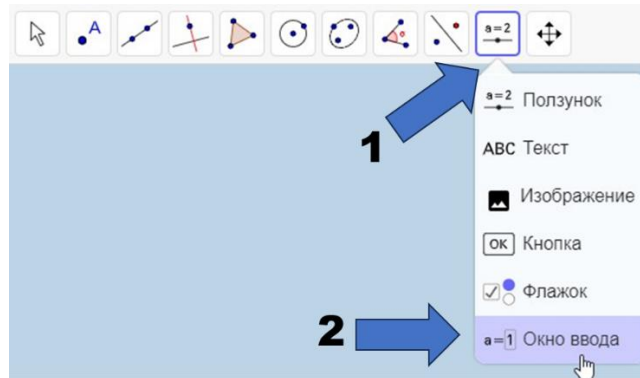 A
a=2
1
a=2 Ползунок
ABC Текст
Изображение
OK Кнопка
Флажок
2
a=1 Окно ввода